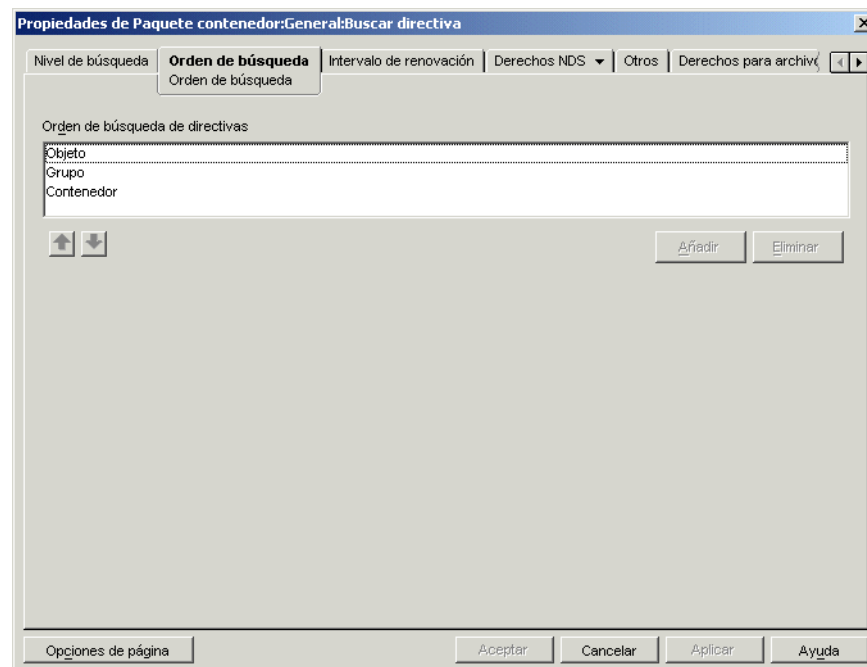 Propiedades de Paquete contenedor:General:Buscar directiva
Nivel de búsqueda Orden de búsqueda Intervalo de renovación Derechos NDS Otros Derechos para archiv
Orden de búsqueda
Orden de búsqueda de directivas
Objeto
Grupo
Contenedor
Añadir Eliminar
Opciones de página Aceptar Cancelar Aplicar Ayuda